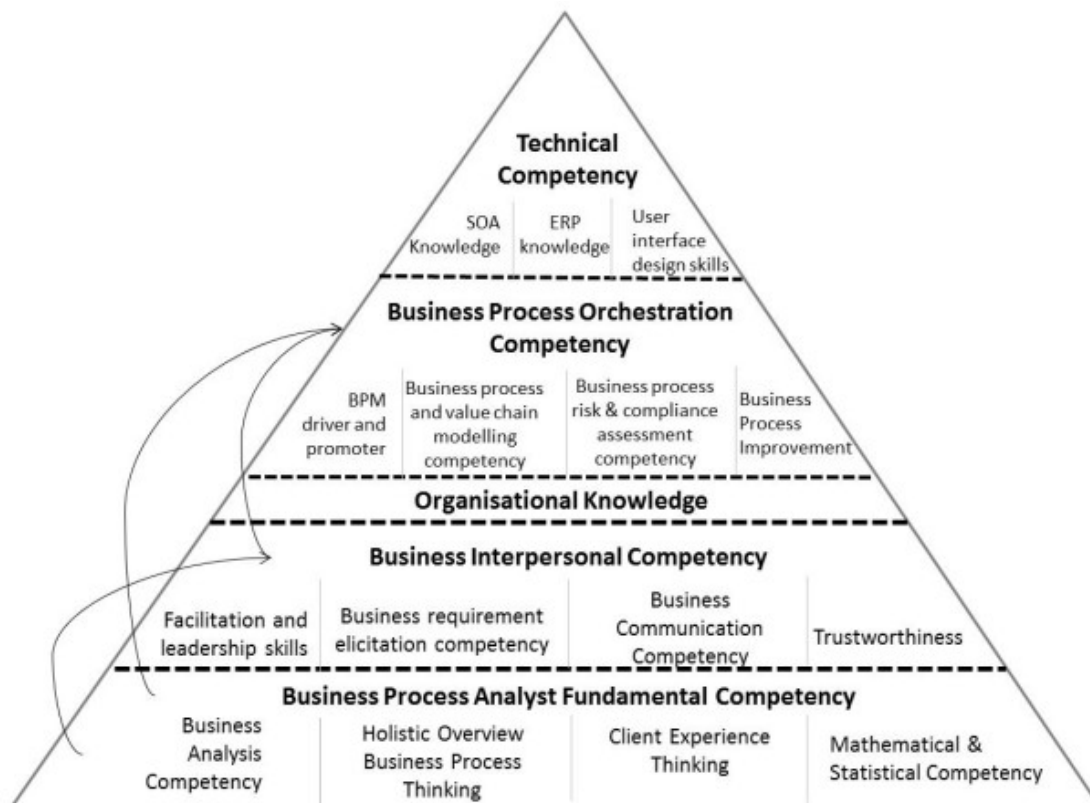 Technical
Competency
SOA
Knowledge
ERP
knowledge
User
interface
design skills
Business Process Orchestration
Competency
BPM
driver and
promoter
Business process
and value chain
modelling
competency
Business process
risk & compliance
assessment
competency
Business
Process
Improvement
Organisational Knowledge
Business Interpersonal Competency
Facilitation and
leadership skills
Business requirement
elicitation competency
Business
Communication
Competency
Trustworthiness
Business Process Analyst Fundamental Competency
Business
Analysis
Competency
Holistic Overview
Business Process
Thinking
Client Experience
Thinking
Mathematical &
Statistical Competency